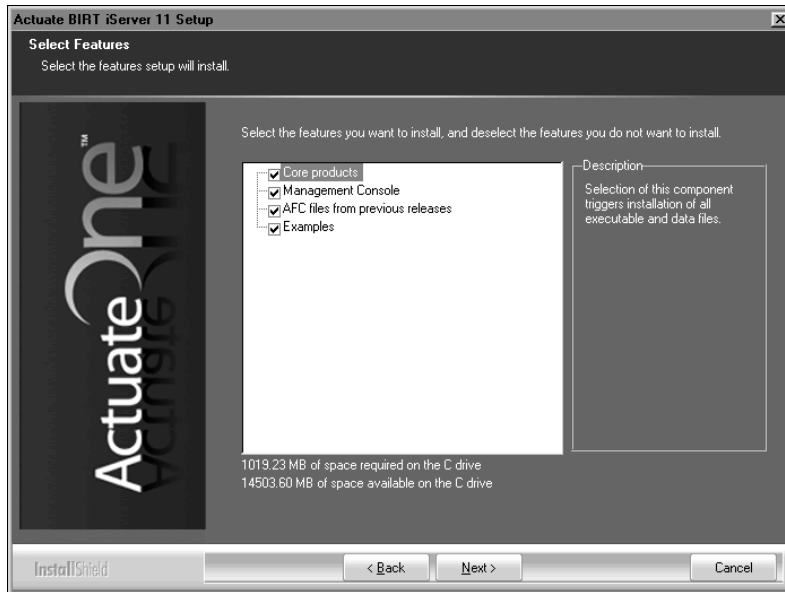 Actuate BIRT iServer 11 Setup
Select Features
Select the features setup will install.
ActuateOne™
Select the features you want to install, and deselect the features you do not want to install.
Core products
Management Console
AFC files from previous releases
Examples
Description
Selection of this component
triggers installation of all
executable and data files.
1019.23 MB of space required on the C drive
14503.60 MB of space available on the C drive
InstallShield
< Back
Next >
Cancel